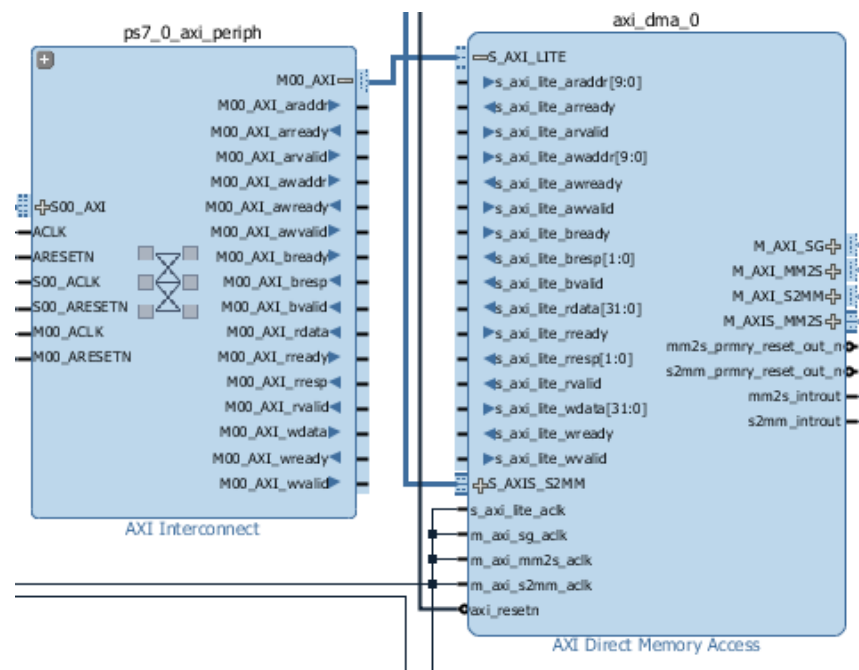 ps7_0_axi_periph
M00_AXI
M00_AXI_araddr
M00_AXI_arready
M00_AXI_arvalid
M00_AXI_awaddr
S00_AXI
M00_AXI_awready
ACLK
M00_AXI_awvalid
ARESETN
M00_AXI_bready
S00_ACLK
M00_AXI_bresp
S00_ARESETN
M00_AXI_bvalid
M00_ACLK
M00_AXI_rdata
M00_ARESETN
M00_AXI_rready
M00_AXI_rresp
M00_AXI_rvalid
M00_AXI_wdata
M00_AXI_wready
M00_AXI_wvalid
AXI Interconnect
axi_dma_0
S_AXI_LITE
s_axi_lite_araddr[9:0]
s_axi_lite_arready
s_axi_lite_arvalid
s_axi_lite_awaddr[9:0]
s_axi_lite_awready
s_axi_lite_awvalid
s_axi_lite_bready
s_axi_lite_bresp[1:0]
s_axi_lite_bvalid
s_axi_lite_rdata[31:0]
s_axi_lite_rready
s_axi_lite_rresp[1:0]
s_axi_lite_rvalid
s_axi_lite_wdata[31:0]
s_axi_lite_wready
s_axi_lite_wvalid
S_AXIS_S2MM
s_axi_lite_aclk
m_axi_sg_aclk
m_axi_mm2s_aclk
m_axi_s2mm_aclk
axi_resetn
M_AXI_SG
M_AXI_MM2S
M_AXI_S2MM
M_AXIS_MM2S
mm2s_prmry_reset_out_n
s2mm_prmry_reset_out_n
mm2s_introut
s2mm_introut
AXI Direct Memory Access